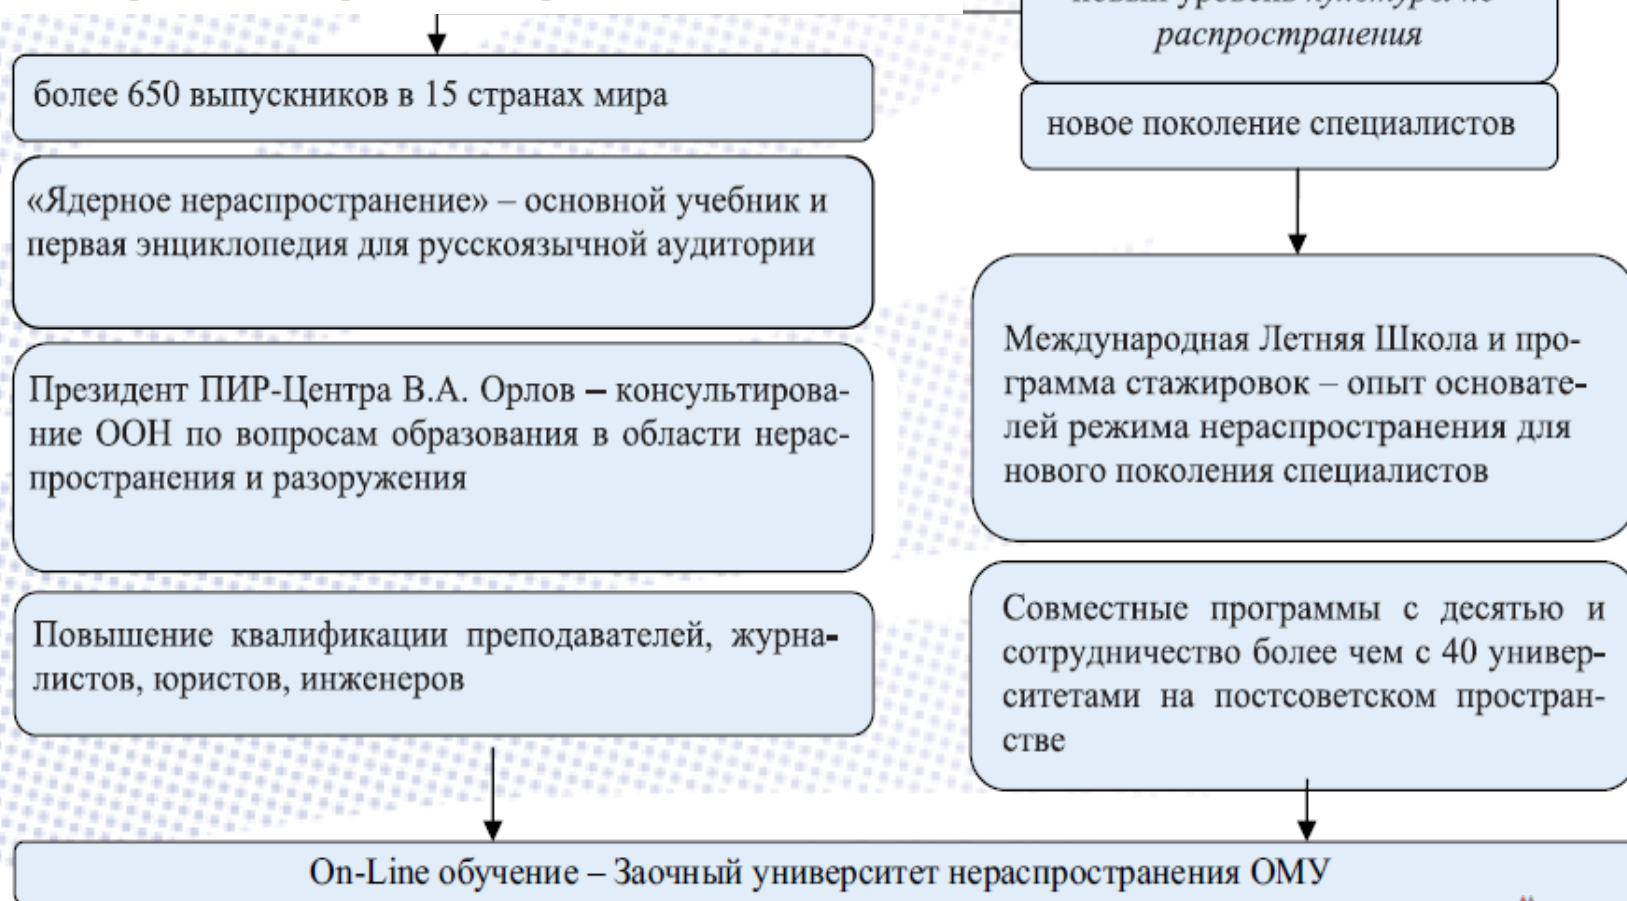 распространения
более 650 выпускников в 15 странах мира
новое поколение специалистов
«Ядерное нераспространение» – основной учебник и
первая энциклопедия для русскоязычной аудитории
Президент ПИР-Центра В.А. Орлов – консультирова-
ние ООН по вопросам образования в области нерас-
пространения и разоружения
Повышение квалификации преподавателей, журна-
листов, юристов, инженеров
Международная Летняя Школа и про-
грамма стажировок – опыт основате-
лей режима нераспространения для
нового поколения специалистов
Совместные программы с десятью и
сотрудничество более чем с 40 универ-
ситетами на постсоветском простран-
стве
On-Line обучение – Заочный университет нераспространения ОМУ